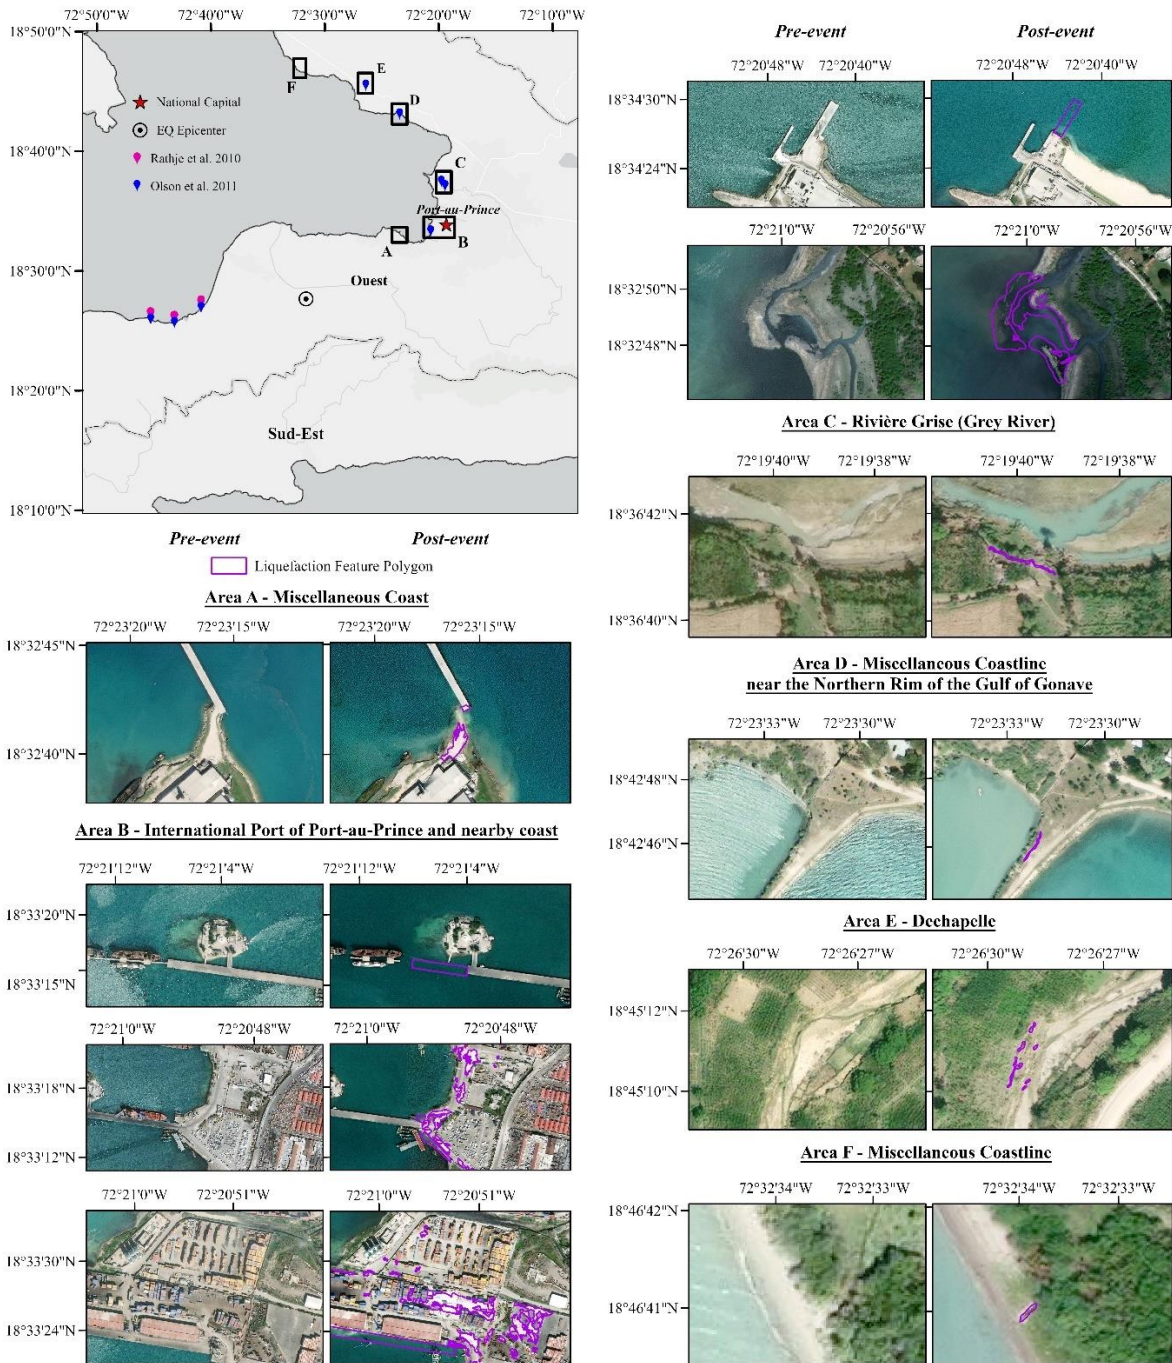 72°50'0"W 72°40'0"W 72°30'0"W 72°20'0"W 72°10'0"W
18°50'0"N
18°40'0"N
18°30'0"N
18°20'0"N
18°10'0"N
F
E
D
C
National Capital
EQ Epicenter
Rathje et al. 2010
Olson et al. 2011
Port-au-Prince
A
B
Ouest
Sud-Est
Pre-event Post-event
Liquefaction Feature Polygon
Area A - Miscellaneous Coast
72°23'20"W 72°23'15"W 72°23'20"W 72°23'15"W
18°32'45"N
18°32'40"N
Area B - International Port of Port-au-Prince and nearby coast
72°21'12"W 72°21'4"W 72°21'12"W 72°21'4"W
18°33'20"N
18°33'15"N
72°21'0"W 72°20'48"W 72°21'0"W 72°20'48"W
18°33'18"N
18°33'12"N
72°21'0"W 72°20'51"W 72°21'0"W 72°20'51"W
18°33'30"N
18°33'24"N
Pre-event Post-event
72°20'48"W 72°20'40"W 72°20'48"W 72°20'40"W
18°34'30"N
18°34'24"N
72°21'0"W 72°20'56"W 72°21'0"W 72°20'56"W
18°32'50"N
18°32'48"N
Area C - Rivière Grise (Grey River)
72°19'40"W 72°19'38"W 72°19'40"W 72°19'38"W
18°36'42"N
18°36'40"N
Area D - Miscellaneous Coastline
near the Northern Rim of the Gulf of Gonave
72°23'33"W 72°23'30"W 72°23'33"W 72°23'30"W
18°42'48"N
18°42'46"N
Area E - Dechapelle
72°26'30"W 72°26'27"W 72°26'30"W 72°26'27"W
18°45'12"N
18°45'10"N
Area F - Miscellaneous Coastline
72°32'34"W 72°32'33"W 72°32'34"W 72°32'33"W
18°46'42"N
18°46'41"N